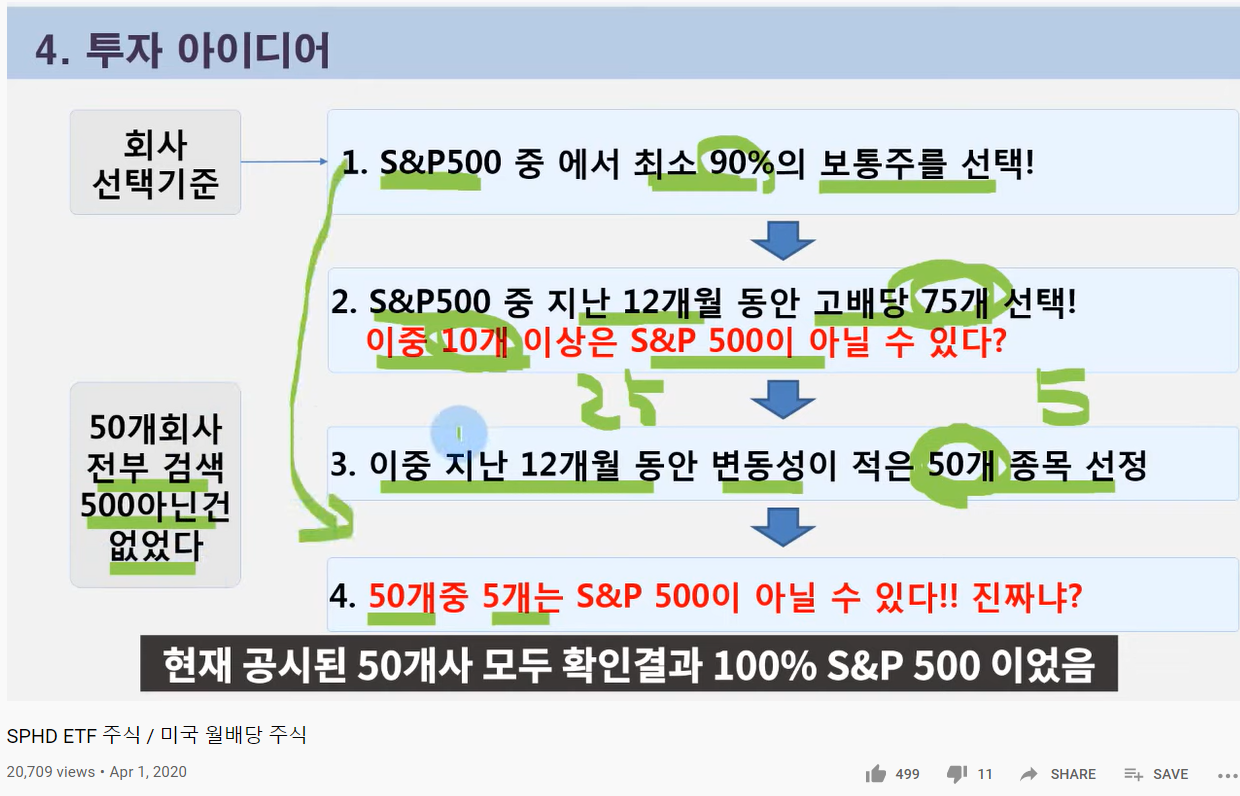 4. 투자 아이디어
회사
선택기준
1. S&P500 중 에서 최소 90%의 보통주를 선택!
2. S&P500 중 지난 12개월 동안 고배당 75개 선택!
이중 10개 이상은 S&P 500이 아닐 수 있다?
25
5
50개회사
전부 검색
500아닌건
없었다
3. 이중 지난 12개월 동안 변동성이 적은 50개 종목 선정
4. 50개중 5개는 S&P 500이 아닐 수 있다!! 진짜냐?
현재 공시된 50개사 모두 확인결과 100% S&P 500 이었음
SPHD ETF 주식 / 미국 월배당 주식
20,709 views • Apr 1, 2020
499
11
SHARE
SAVE